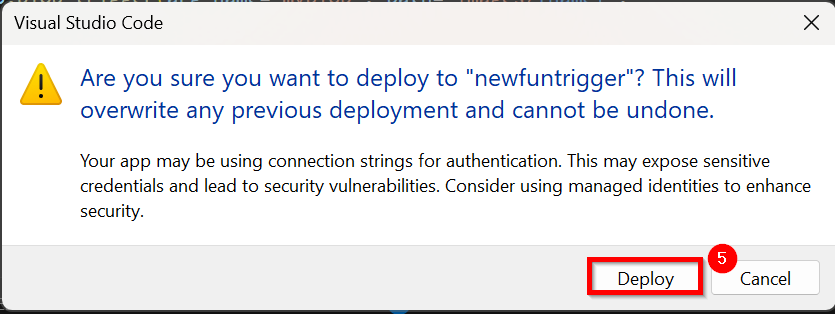 Visual Studio Code
Are you sure you want to deploy to "newfuntrigger"? This will
overwrite any previous deployment and cannot be undone.
Your app may be using connection strings for authentication. This may expose sensitive
credentials and lead to security vulnerabilities. Consider using managed identities to enhance
security.
5
Deploy
Cancel